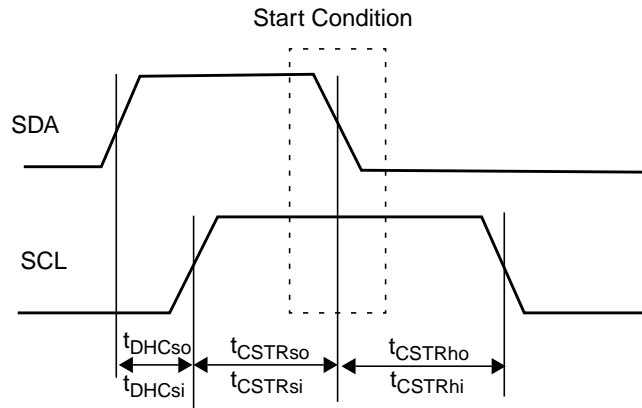 Start Condition
SDA
SCL
tDHCso
tCSTRso
tCSTRho
tDHCsi
tCSTRsi
tCSTRhi